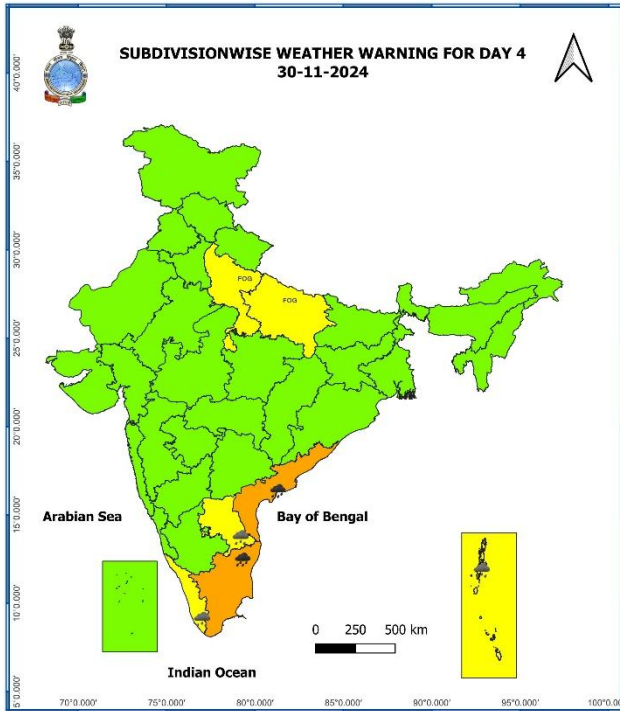 SUBDIVISIONWISE WEATHER WARNING FOR DAY 4
30-11-2024
40°0.000'
35°0.000'
30°0.000'
25°0.000'
20°0.000'
15°0.000'
10°0.000'
5°0.000'
FOG
FOG
Arabian Sea
Bay of Bengal
0 250 500 km
Indian Ocean
70°0.000' 75°0.000' 80°0.000' 85°0.000' 90°0.000' 95°0.000' 100°0.0